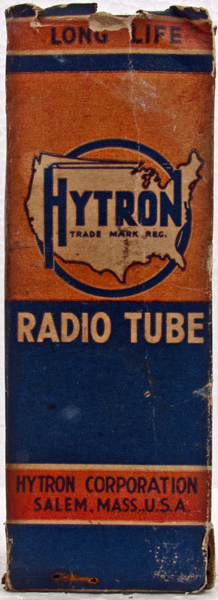 LONG LIFE
HYTRON
TRADE MARK REG.
RADIO TUBE
HYTRON CORPORATION
SALEM, MASS. U.S.A.